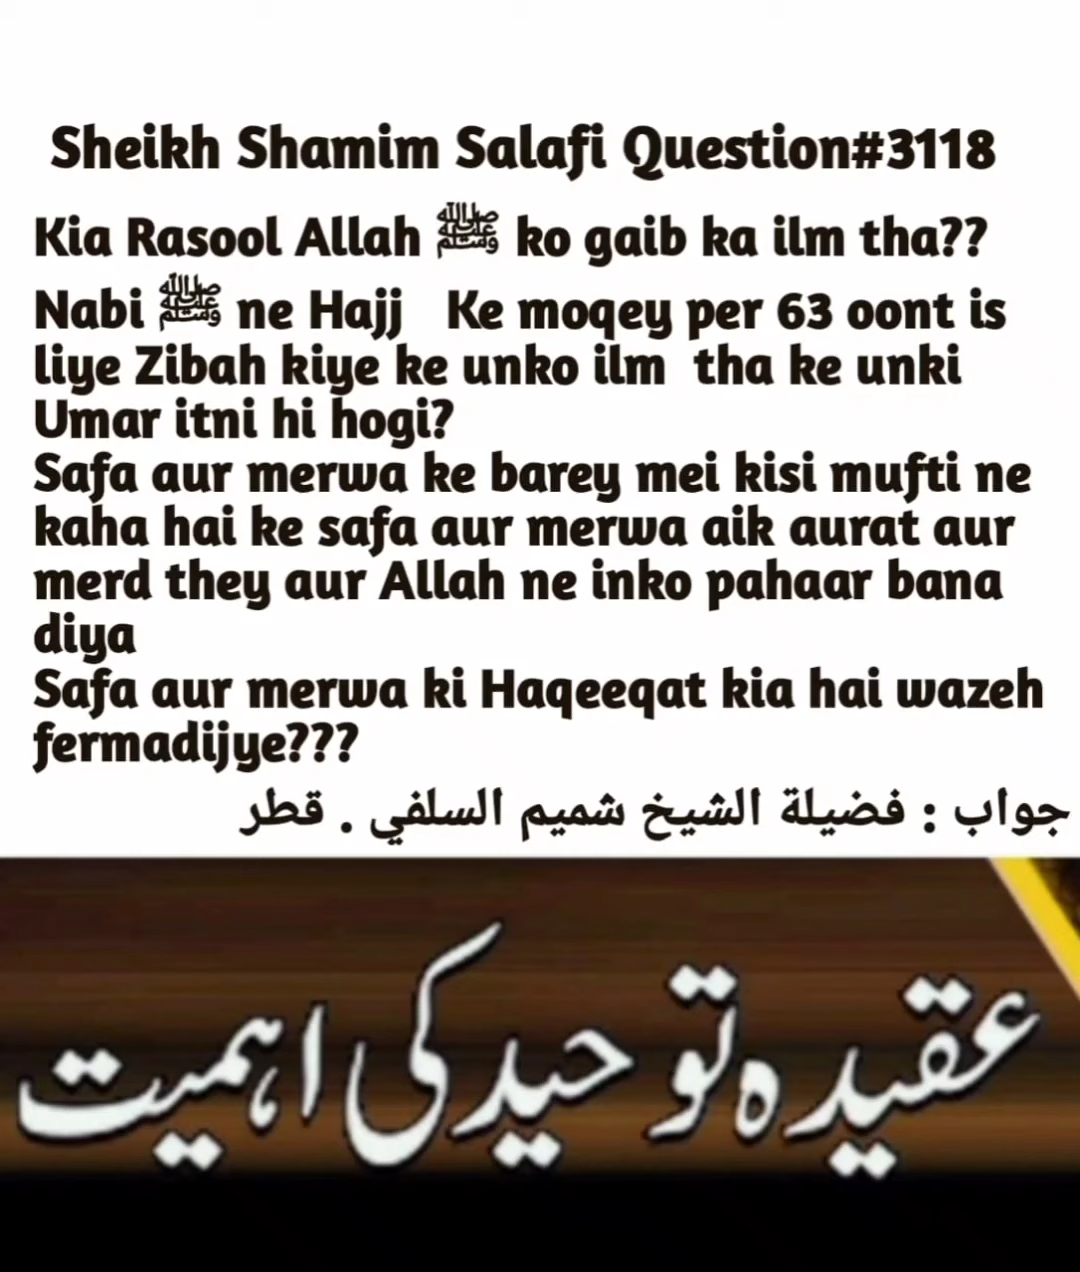 Sheikh Shamim Salafi Question#3118
Kia Rasool Allah ﷺ ko gaib ka ilm tha??
Nabi ﷺ ne Hajj Ke moqey per 63 oont is
liye Zibah kiye ke unko ilm tha ke unki
Umar itni hi hogi?
Safa aur merwa ke barey mei kisi mufti ne
kaha hai ke safa aur merwa aik aurat aur
merd they aur Allah ne inko pahaar bana
diya
Safa aur merwa ki Haqeeqat kia hai wazeh
fermadijye???
جواب : فضيلة الشيخ شميم السلفي . قطر
عقیدہ توحید کی اہمیت